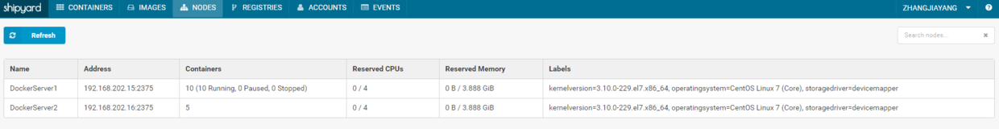 shipyard CONTAINERS IMAGES NODES REGISTRIES ACCOUNTS EVENTS ZHANGJIAYANG
Refresh Search nodes...
Name Address Containers Reserved CPUs Reserved Memory Labels
DockerServer1 192.168.202.15:2375 10 (10 Running, 0 Paused, 0 Stopped) 0 / 4 0 B / 3.888 GiB kernelversion=3.10.0-229.el7.x86_64, operatingsystem=CentOS Linux 7 (Core), storagedriver=devicemapper
DockerServer2 192.168.202.16:2375 5 0 / 4 0 B / 3.888 GiB kernelversion=3.10.0-229.el7.x86_64, operatingsystem=CentOS Linux 7 (Core), storagedriver=devicemapper